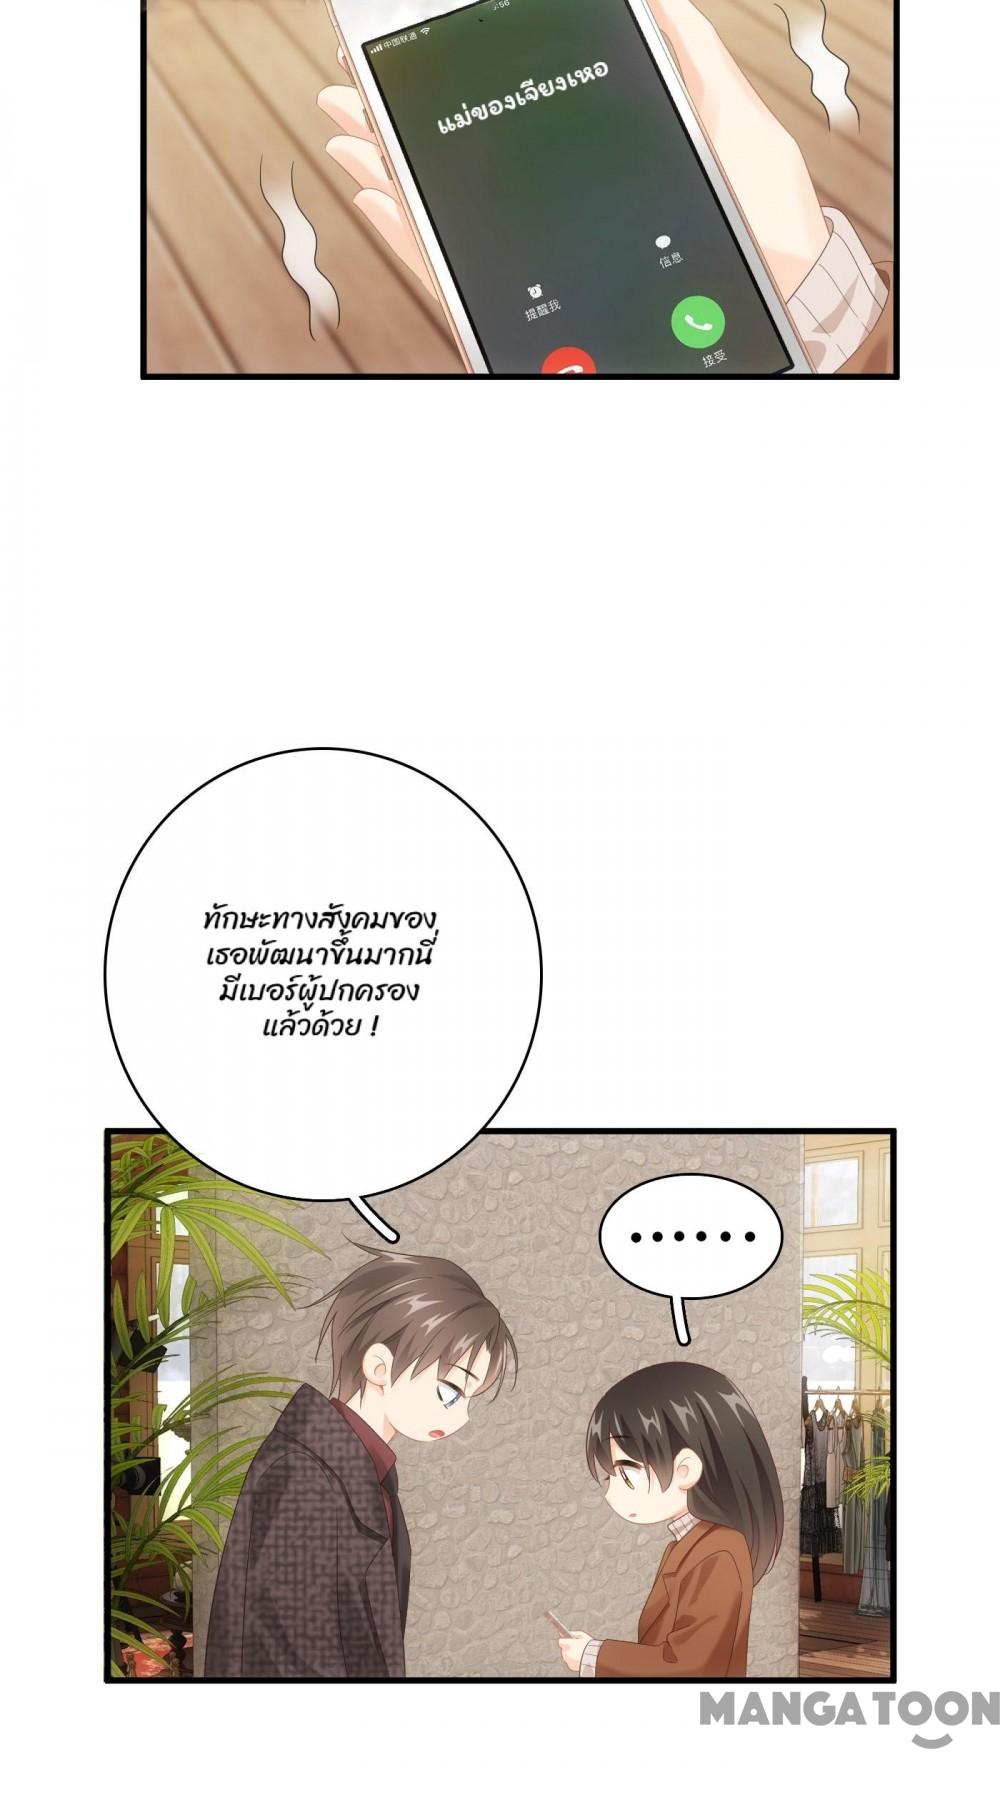 中国联通
:56
แม่ของเจียงเหอ
信息
提醒我
接受
ทักษะทางสังคมของ
เธอพัฒนาขึ้นมากนี่
มีเบอร์ผู้ปกครอง
แล้วด้วย !
......
MANGATOON